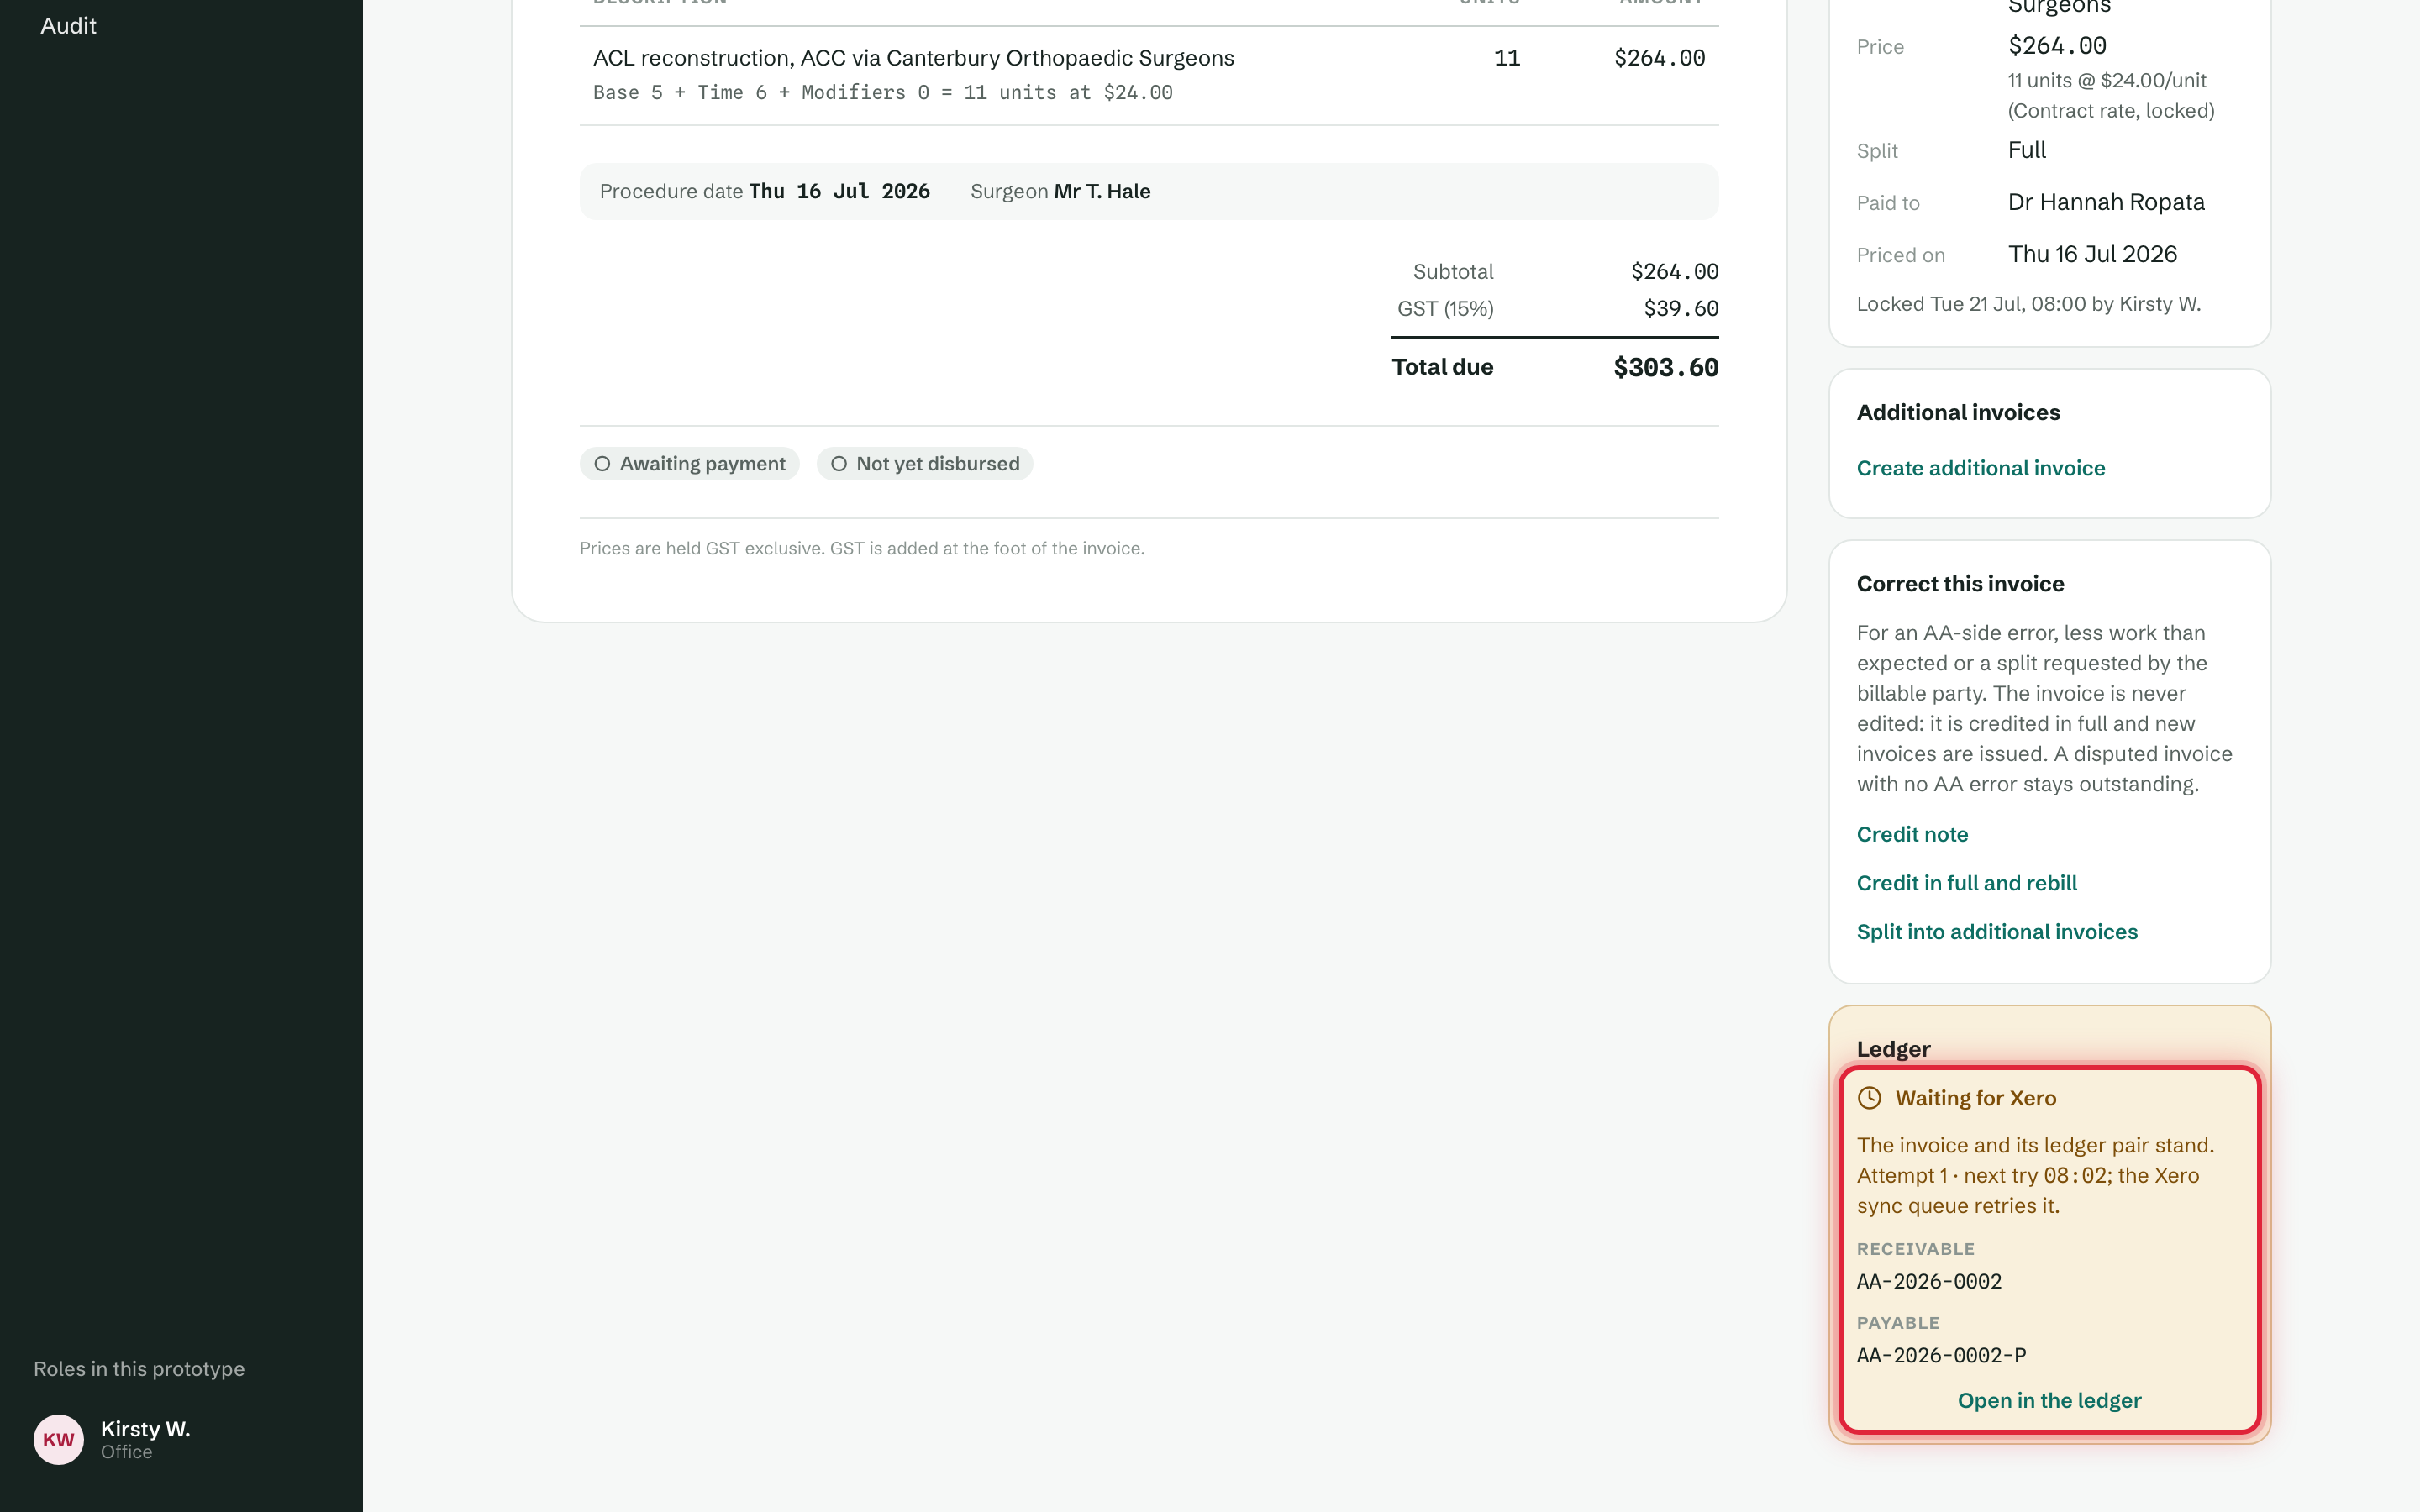 Audit
DESCRIPTION UNITS AMOUNT
ACL reconstruction, ACC via Canterbury Orthopaedic Surgeons 11 $264.00
Base 5 + Time 6 + Modifiers 0 = 11 units at $24.00
Procedure date Thu 16 Jul 2026 Surgeon Mr T. Hale
Subtotal $264.00
GST (15%) $39.60
Total due $303.60
Awaiting payment Not yet disbursed
Prices are held GST exclusive. GST is added at the foot of the invoice.
Surgeons
Price $264.00
11 units @ $24.00/unit
(Contract rate, locked)
Split Full
Paid to Dr Hannah Ropata
Priced on Thu 16 Jul 2026
Locked Tue 21 Jul, 08:00 by Kirsty W.
Additional invoices
Create additional invoice
Correct this invoice
For an AA-side error, less work than
expected or a split requested by the
billable party. The invoice is never
edited: it is credited in full and new
invoices are issued. A disputed invoice
with no AA error stays outstanding.
Credit note
Credit in full and rebill
Split into additional invoices
Ledger
Waiting for Xero
The invoice and its ledger pair stand.
Attempt 1 · next try 08:02; the Xero
sync queue retries it.
RECEIVABLE
AA-2026-0002
PAYABLE
AA-2026-0002-P
Open in the ledger
Roles in this prototype
KW
Kirsty W.
Office